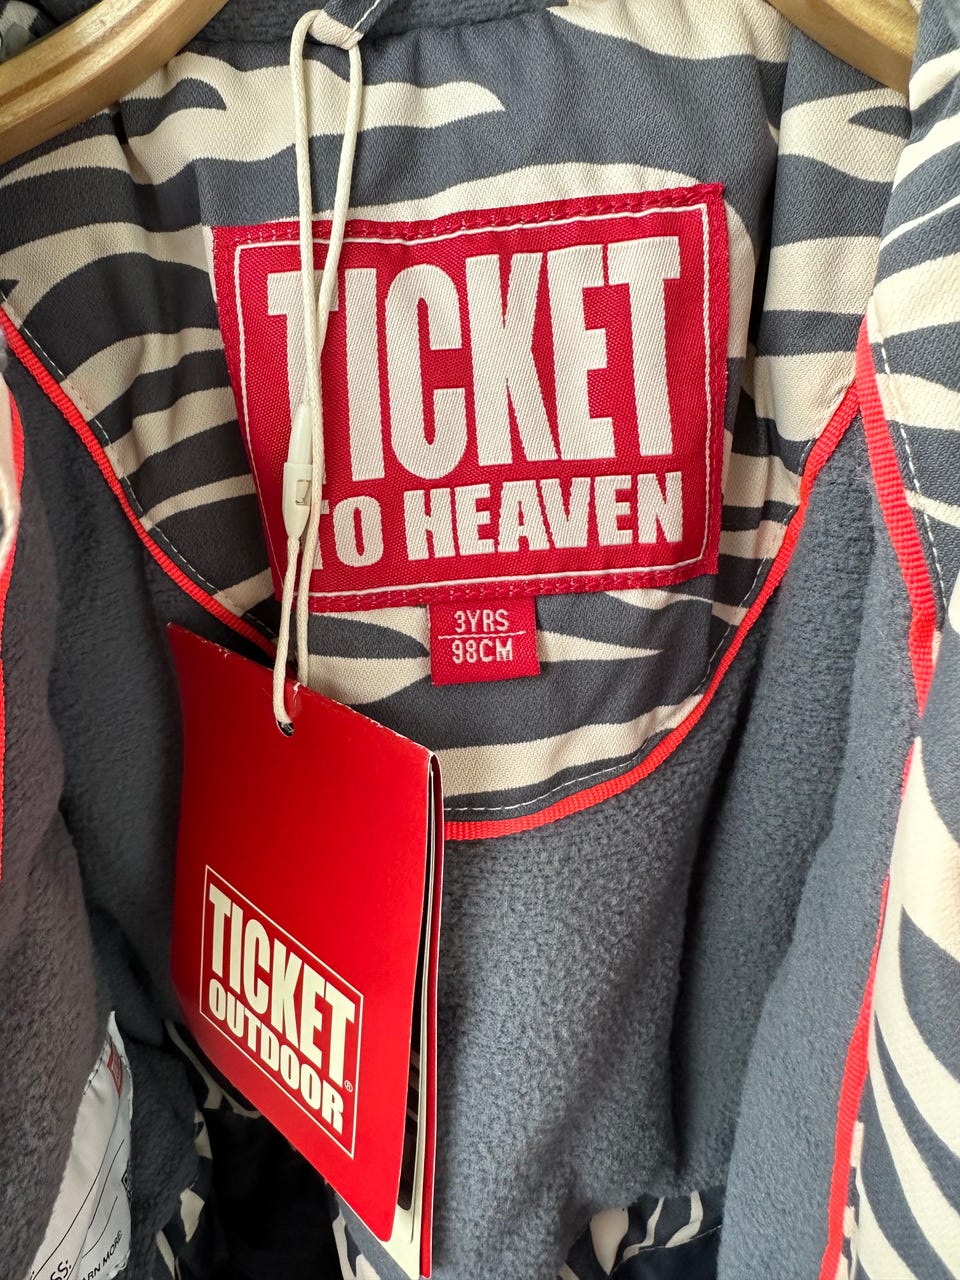 TICKET
TO HEAVEN
3YRS
98CM
TICKET
OUTDOOR®